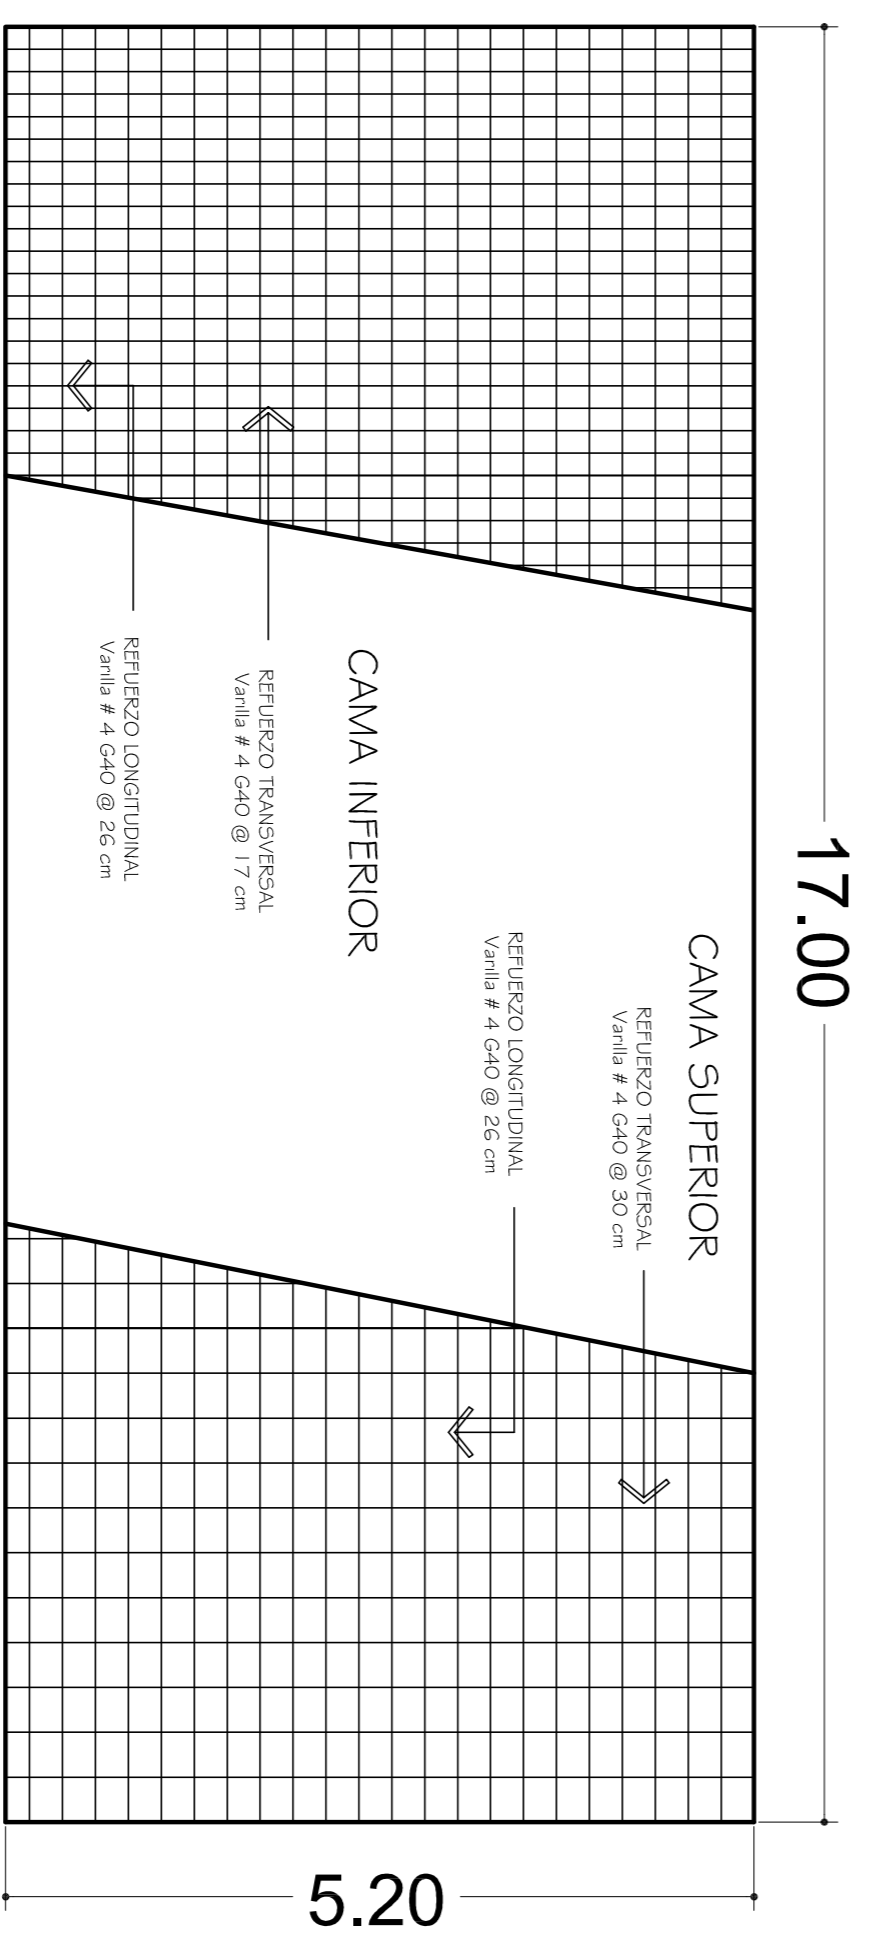 17.00
CAMA SUPERIOR
REFUERZO TRANSVERSAL
Varilla # 4 G40 @ 30 cm
REFUERZO LONGITUDINAL
Varilla # 4 G40 @ 26 cm
CAMA INFERIOR
REFUERZO TRANSVERSAL
Varilla # 4 G40 @ 17 cm
REFUERZO LONGITUDINAL
Varilla # 4 G40 @ 26 cm
5.20